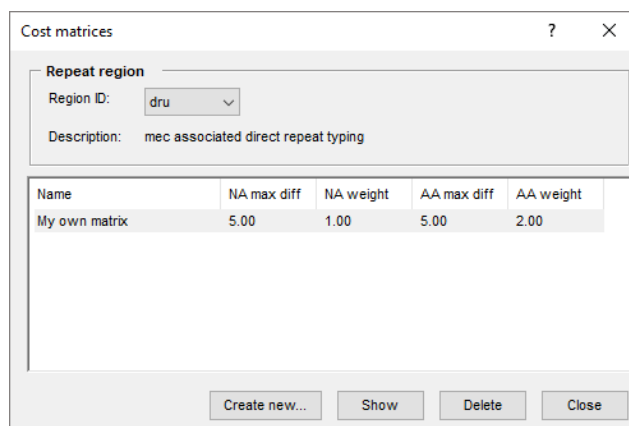 Cost matrices ?
Repeat region
Region ID: dru
Description: mec associated direct repeat typing
Name NA max diff NA weight AA max diff AA weight
My own matrix 5.00 1.00 5.00 2.00
Create new... Show Delete Close